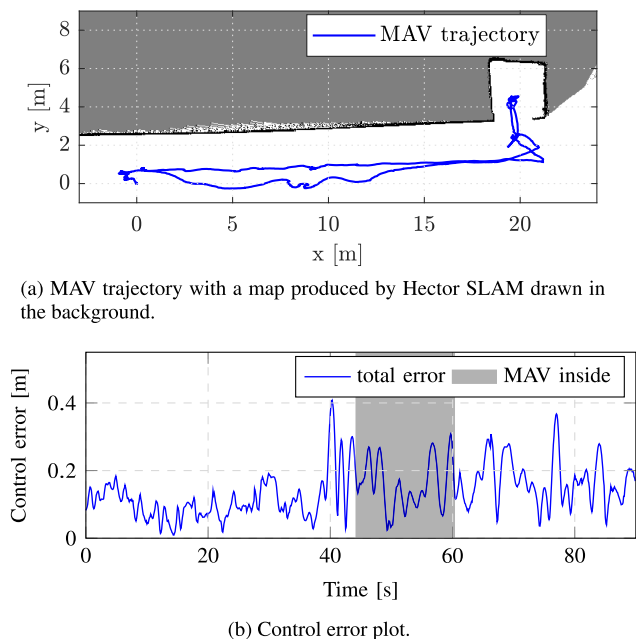 MAV trajectory
8
6
4
2
0
y [m]
0 5 10 15 20
x [m]
(a) MAV trajectory with a map produced by Hector SLAM drawn in
the background.
total error MAV inside
0.4
0.2
0
Control error [m]
0 20 40 60 80
Time [s]
(b) Control error plot.